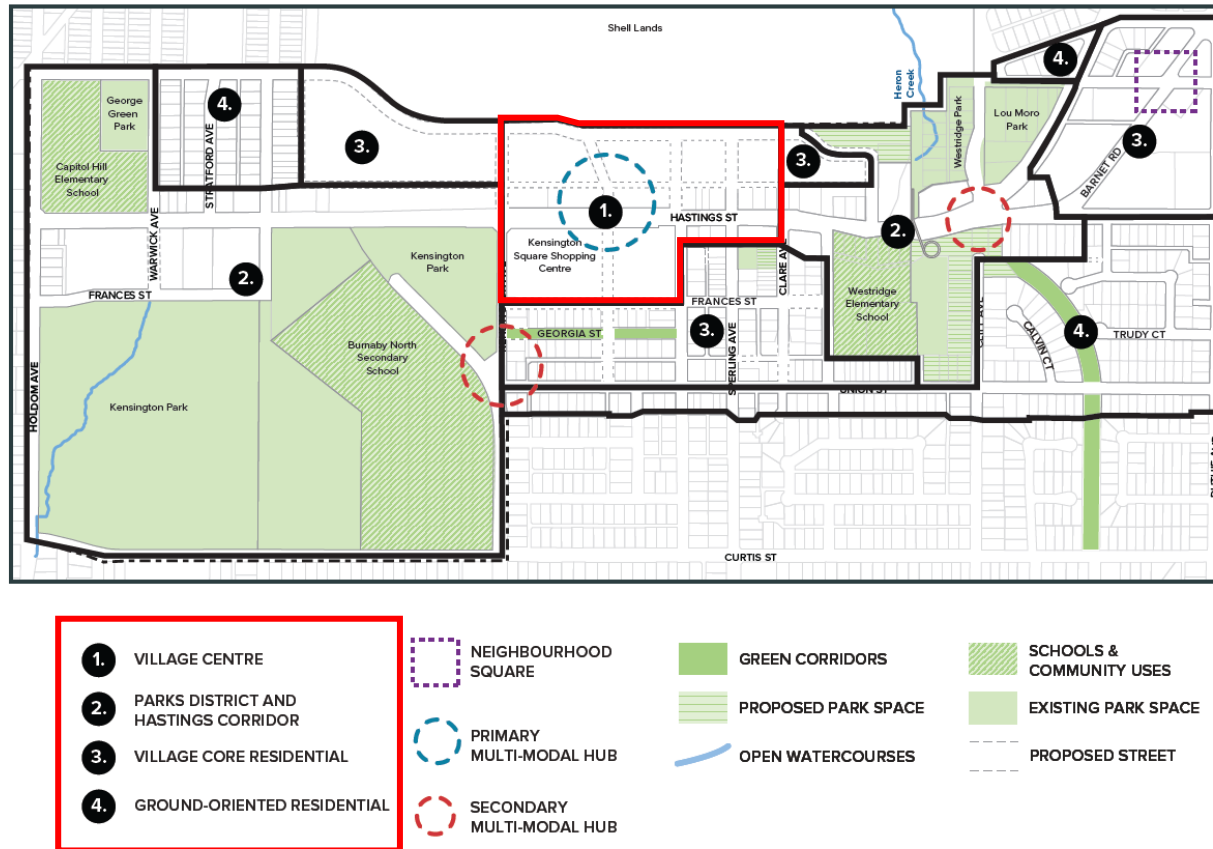 Shell Lands
Heron
Creek
4.
George
Green
Park
4.
STRATFORD AVE
Capitol Hill
Elementary
School
WARWICK AVE
3.
3.
Westridge Park
Lou Moro
Park
3.
BARNET RD
1.
HASTINGS ST
2.
Kensington
Square Shopping
Centre
Kensington
Park
2.
FRANCES ST
CLARE AVE
FRANCES ST
Westridge
Elementary
School
3.
GEORGIA ST
SPERLING AVE
4.
TRUDY CT
CALVIN CT
Burnaby North
Secondary
School
UNION ST
HOLDOM AVE
Kensington Park
CURTIS ST
1. VILLAGE CENTRE
2. PARKS DISTRICT AND
HASTINGS CORRIDOR
3. VILLAGE CORE RESIDENTIAL
4. GROUND-ORIENTED RESIDENTIAL
NEIGHBOURHOOD
SQUARE
PRIMARY
MULTI-MODAL HUB
SECONDARY
MULTI-MODAL HUB
GREEN CORRIDORS
PROPOSED PARK SPACE
OPEN WATERCOURSES
SCHOOLS &
COMMUNITY USES
EXISTING PARK SPACE
PROPOSED STREET